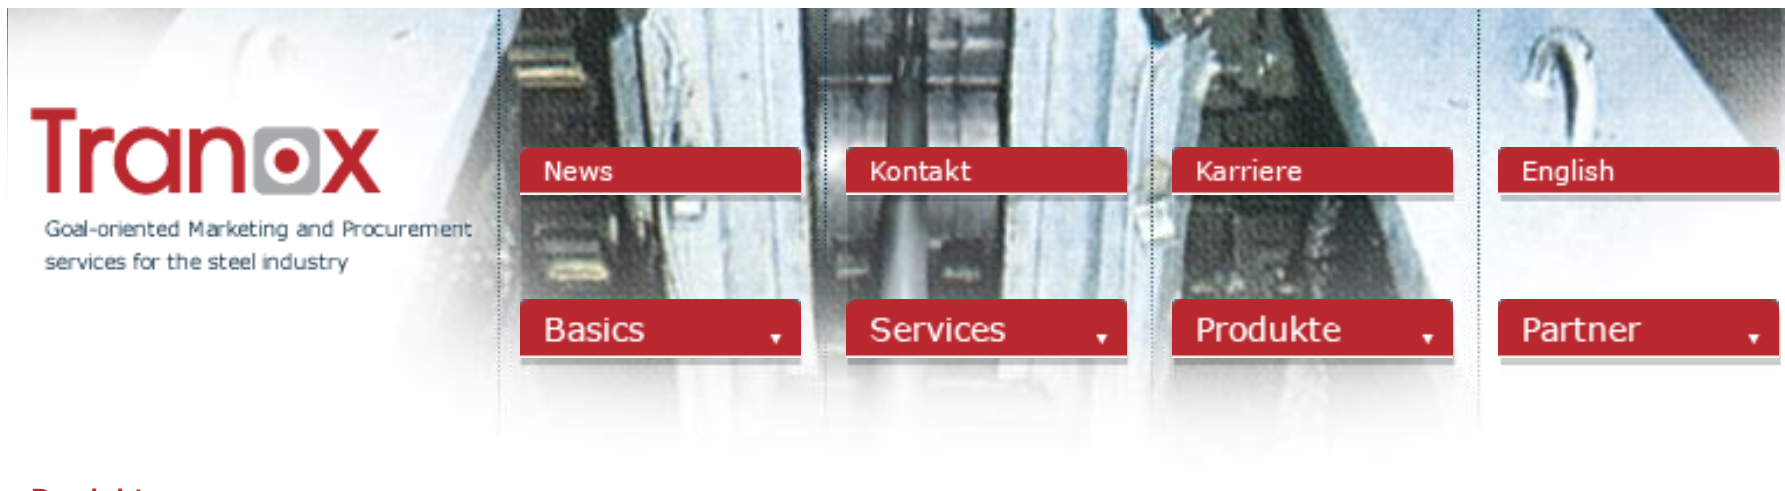 Tranox
Goal-oriented Marketing and Procurement
services for the steel industry
News
Kontakt
Karriere
English
Basics
Services
Produkte
Partner